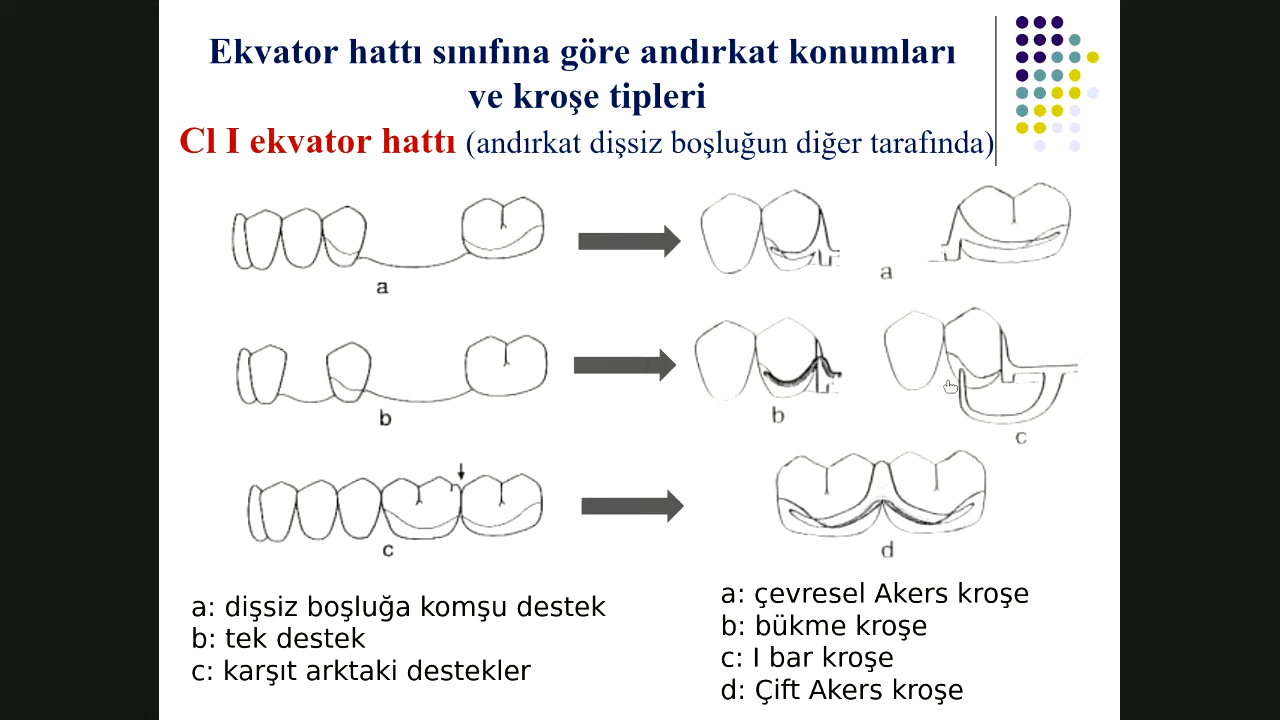 Ekvator hattı sınıfına göre andırkat konumları
ve kroşe tipleri
Cl I ekvator hattı (andırkat dişsiz boşluğun diğer tarafında)
a
a
b
b
c
c
d
a: dişsiz boşluğa komşu destek
b: tek destek
c: karşıt arktaki destekler
a: çevresel Akers kroşe
b: bükme kroşe
c: I bar kroşe
d: Çift Akers kroşe